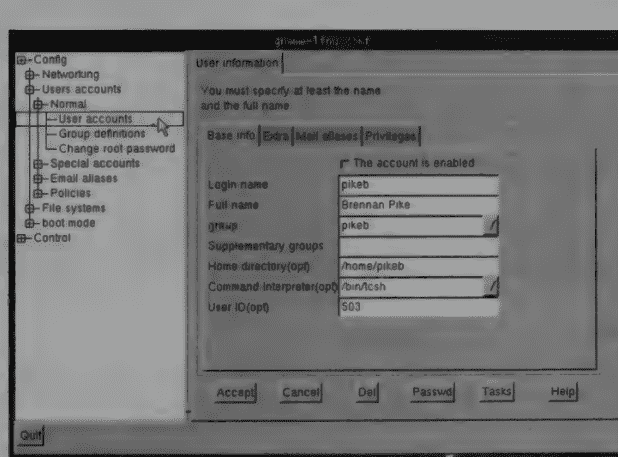 Config
Networking
Users accounts
Normal
User accounts
Group definitions
Change root password
Special accounts
Email aliases
Policies
File systems
boot mode
Control
Quit
User information
You must specify at least the name
and the full name
Base info Extra Mail aliases Privileges
The account is enabled
Login name pikeb
Full name Brennan Pike
group pikeb
Supplementary groups
Home directory(opt) /home/pikeb
Command interpreter(opt) /bin/tcsh
User ID(opt) 503
Accept Cancel Del Passwd Tasks Help